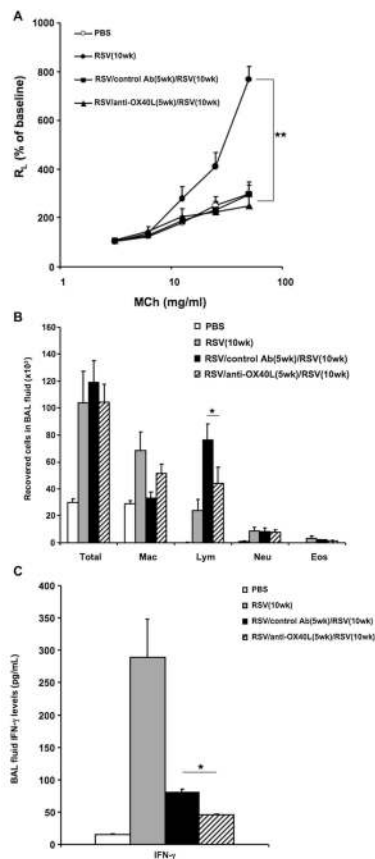 A
PBS
RSV(10wk)
RSV/control Ab(5wk)/RSV(10wk)
RSV/anti-OX40L(5wk)/RSV(10wk)
1000
800
600
400
200
0
R_L (% of baseline)
**
1 10 100
MCh (mg/ml)
B
PBS
RSV(10wk)
RSV/control Ab(5wk)/RSV(10wk)
RSV/anti-OX40L(5wk)/RSV(10wk)
160
140
120
100
80
60
40
20
0
Recovered cells in BAL fluid (x10³)
*
Total Mac Lym Neu Eos
C
PBS
RSV(10wk)
RSV/control Ab(5wk)/RSV(10wk)
RSV/anti-OX40L(5wk)/RSV(10wk)
400
350
300
250
200
150
100
50
0
BAL fluid IFN-γ levels (pg/mL)
*
IFN-γ